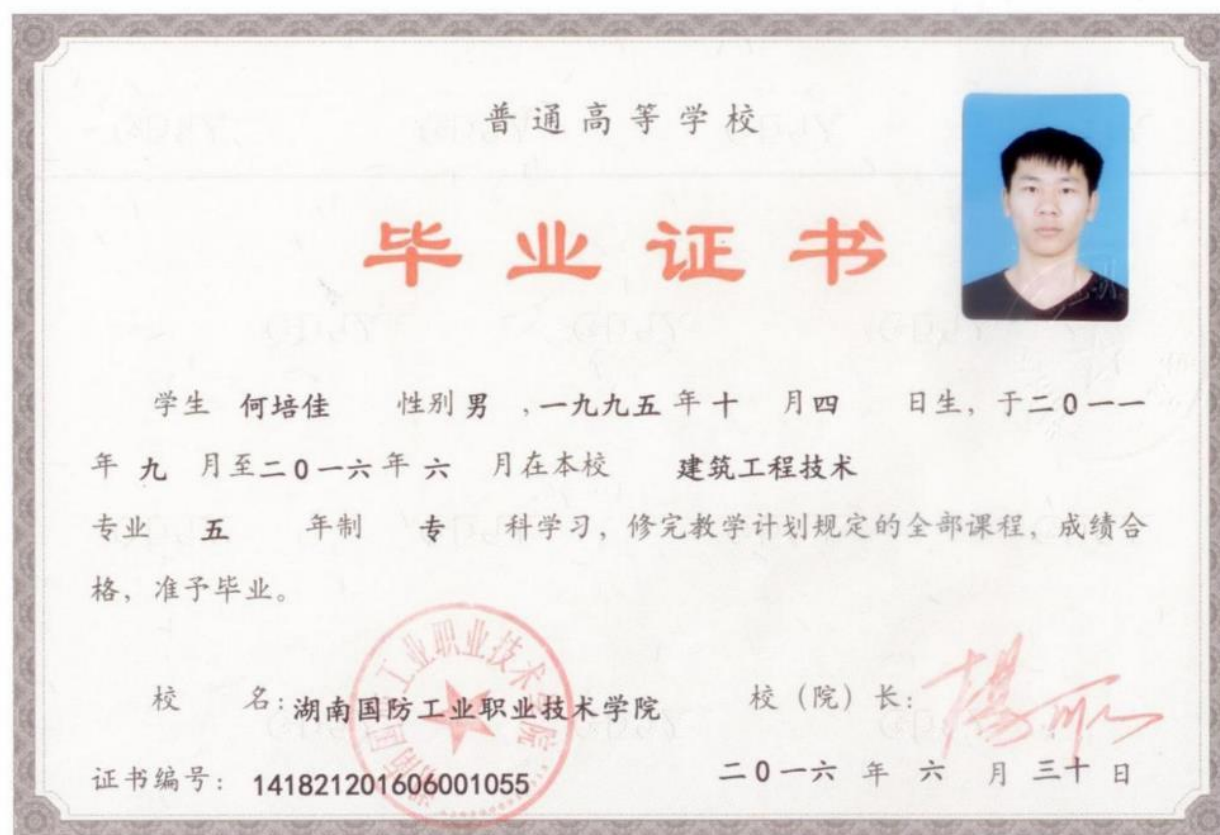 普通高等学校
毕业证书
学生 何培佳 性别 男 ，一九九五 年 十 月 四 日生，于二0一一
年 九 月至二0一六 年 六 月在本校 建筑工程技术
专业 五 年制 专 科学习，修完教学计划规定的全部课程，成绩合
格，准予毕业。
校 名：湖南国防工业职业技术学院 校（院）长：
证书编号： 141821201606001055 二0一六 年 六 月 三十 日